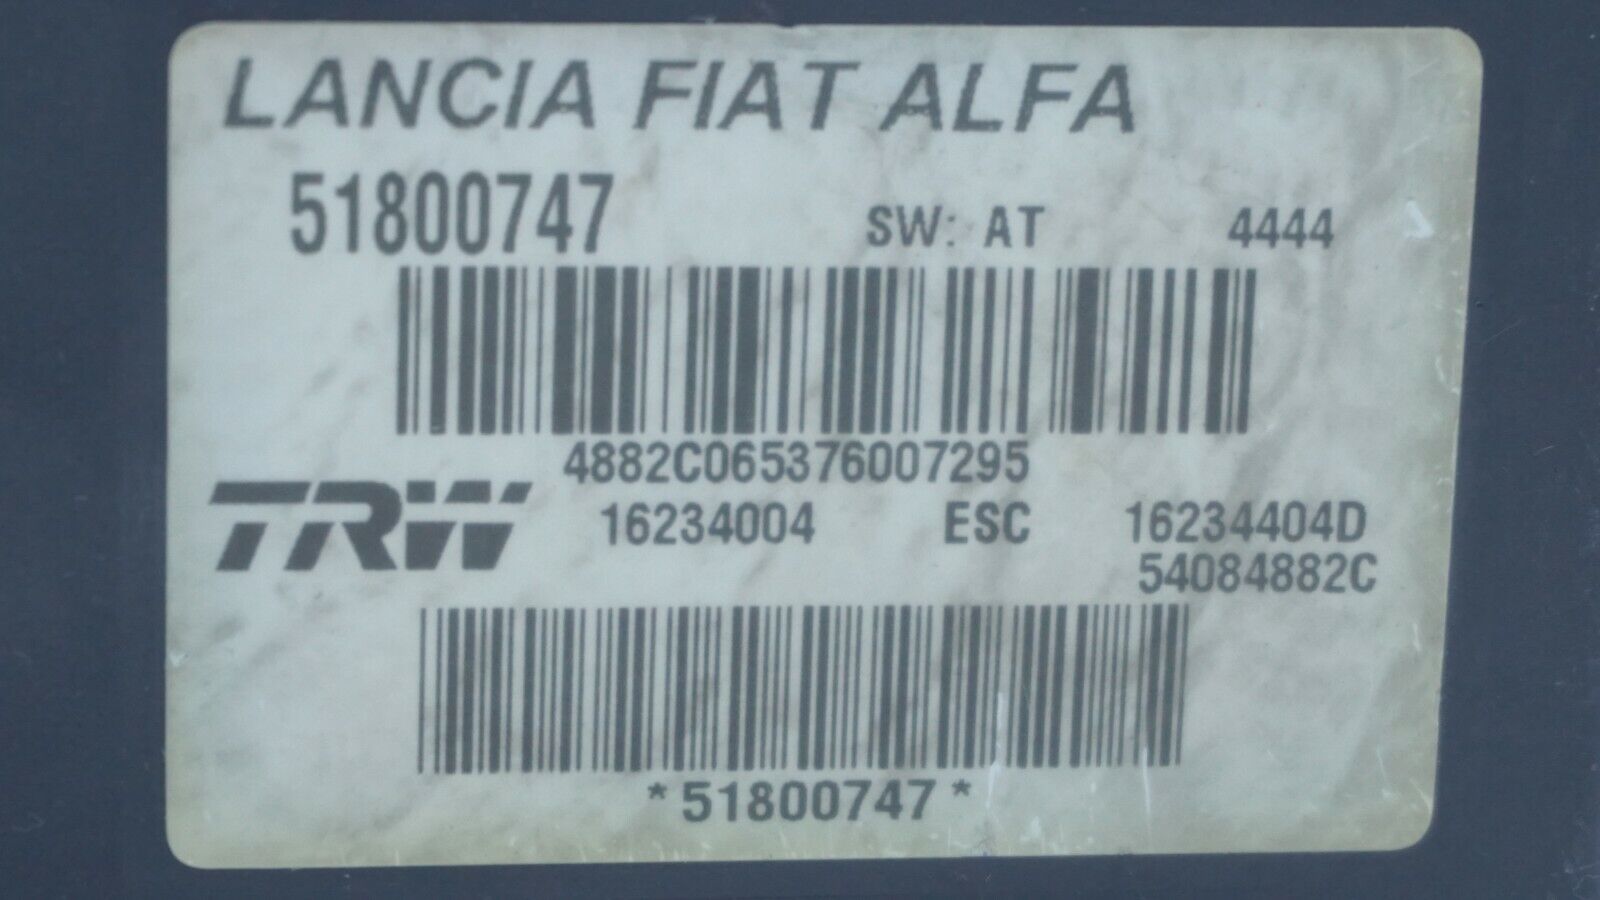 LANCIA FIAT ALFA
51800747 SW: AT 4444
4882C065376007295
TRW 16234004 ESC 16234404D
54084882C
*51800747*